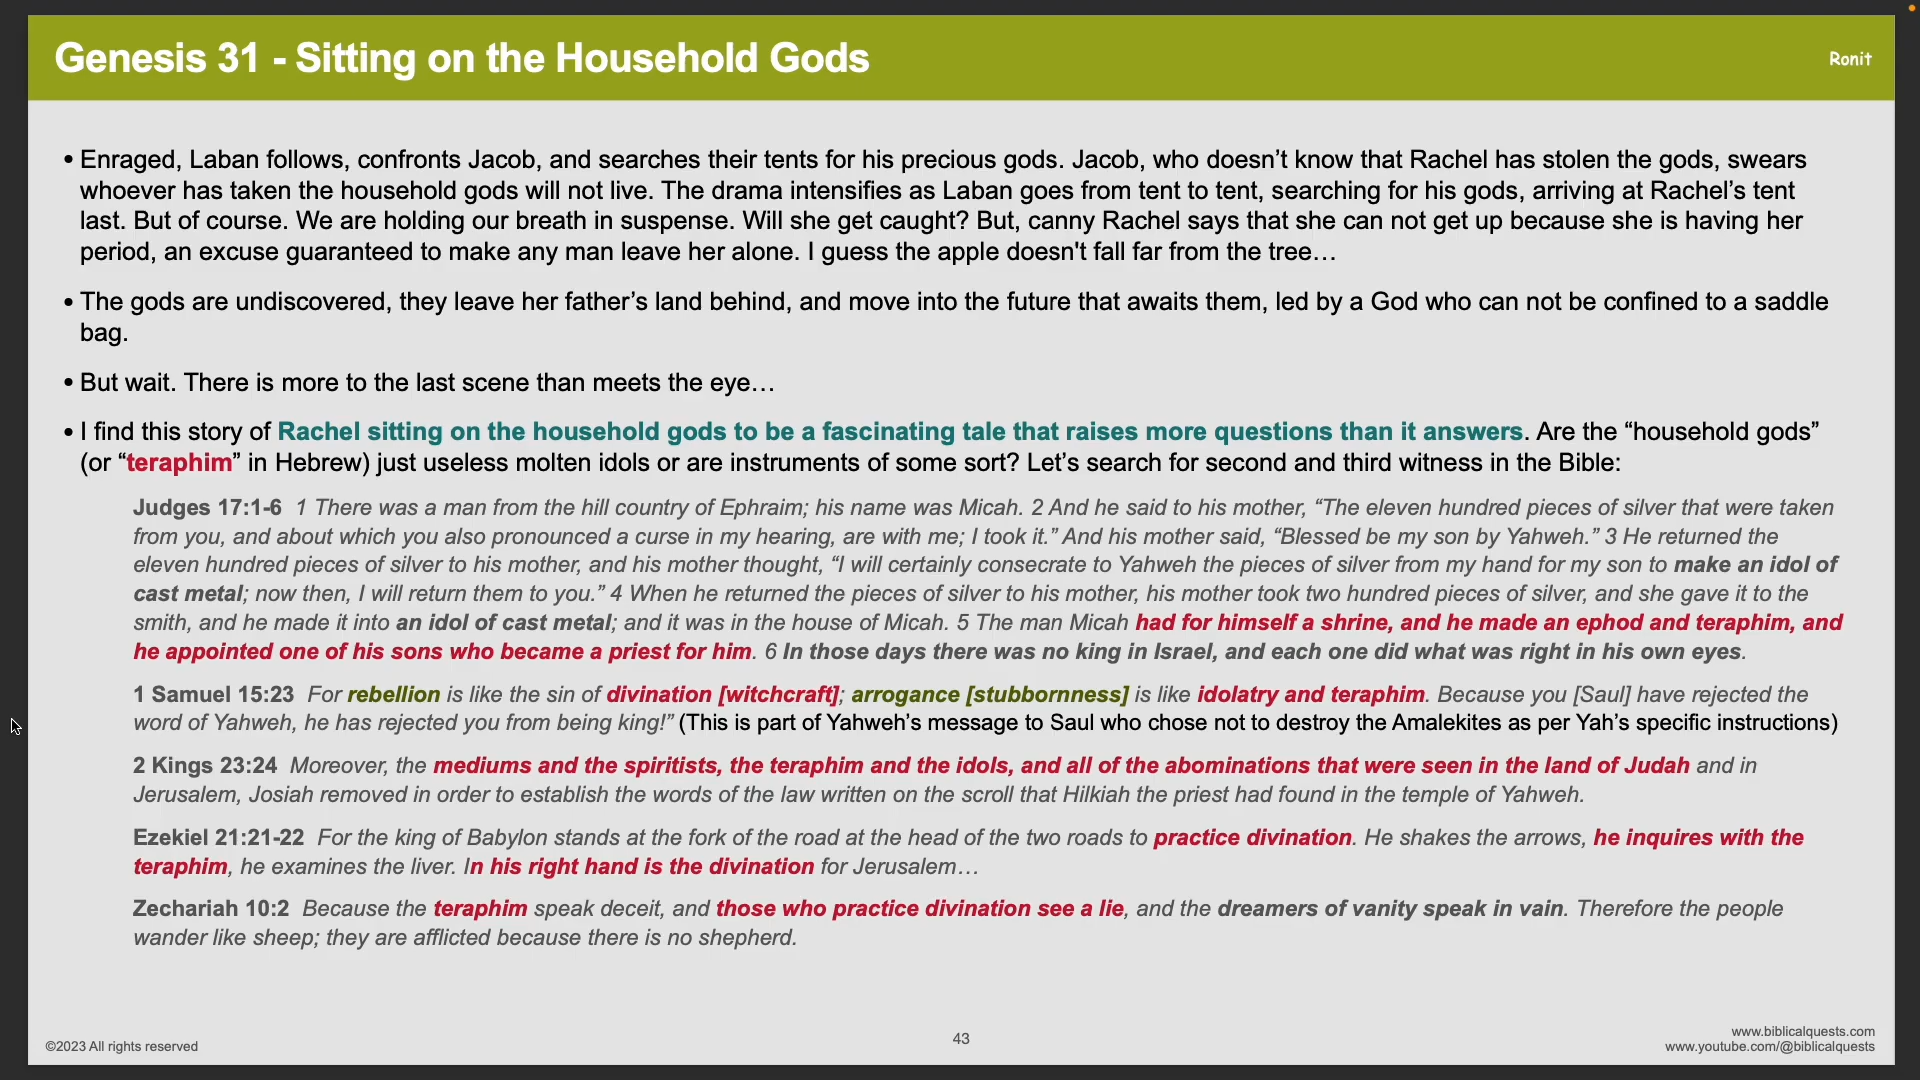 Genesis 31 - Sitting on the Household Gods
Ronit
• Enraged, Laban follows, confronts Jacob, and searches their tents for his precious gods. Jacob, who doesn’t know that Rachel has stolen the gods, swears
whoever has taken the household gods will not live. The drama intensifies as Laban goes from tent to tent, searching for his gods, arriving at Rachel’s tent
last. But of course. We are holding our breath in suspense. Will she get caught? But, canny Rachel says that she can not get up because she is having her
period, an excuse guaranteed to make any man leave her alone. I guess the apple doesn't fall far from the tree…
• The gods are undiscovered, they leave her father’s land behind, and move into the future that awaits them, led by a God who can not be confined to a saddle
bag.
• But wait. There is more to the last scene than meets the eye…
• I find this story of Rachel sitting on the household gods to be a fascinating tale that raises more questions than it answers. Are the “household gods”
(or “teraphim” in Hebrew) just useless molten idols or are instruments of some sort? Let’s search for second and third witness in the Bible:
Judges 17:1-6 1 There was a man from the hill country of Ephraim; his name was Micah. 2 And he said to his mother, “The eleven hundred pieces of silver that were taken
from you, and about which you also pronounced a curse in my hearing, are with me; I took it.” And his mother said, “Blessed be my son by Yahweh.” 3 He returned the
eleven hundred pieces of silver to his mother, and his mother thought, “I will certainly consecrate to Yahweh the pieces of silver from my hand for my son to make an idol of
cast metal; now then, I will return them to you.” 4 When he returned the pieces of silver to his mother, his mother took two hundred pieces of silver, and she gave it to the
smith, and he made it into an idol of cast metal; and it was in the house of Micah. 5 The man Micah had for himself a shrine, and he made an ephod and teraphim, and
he appointed one of his sons who became a priest for him. 6 In those days there was no king in Israel, and each one did what was right in his own eyes.
1 Samuel 15:23 For rebellion is like the sin of divination [witchcraft]; arrogance [stubbornness] is like idolatry and teraphim. Because you [Saul] have rejected the
word of Yahweh, he has rejected you from being king!” (This is part of Yahweh’s message to Saul who chose not to destroy the Amalekites as per Yah’s specific instructions)
2 Kings 23:24 Moreover, the mediums and the spiritists, the teraphim and the idols, and all of the abominations that were seen in the land of Judah and in
Jerusalem, Josiah removed in order to establish the words of the law written on the scroll that Hilkiah the priest had found in the temple of Yahweh.
Ezekiel 21:21-22 For the king of Babylon stands at the fork of the road at the head of the two roads to practice divination. He shakes the arrows, he inquires with the
teraphim, he examines the liver. In his right hand is the divination for Jerusalem…
Zechariah 10:2 Because the teraphim speak deceit, and those who practice divination see a lie, and the dreamers of vanity speak in vain. Therefore the people
wander like sheep; they are afflicted because there is no shepherd.
©2023 All rights reserved
43
www.biblicalquests.com
www.youtube.com/@biblicalquests